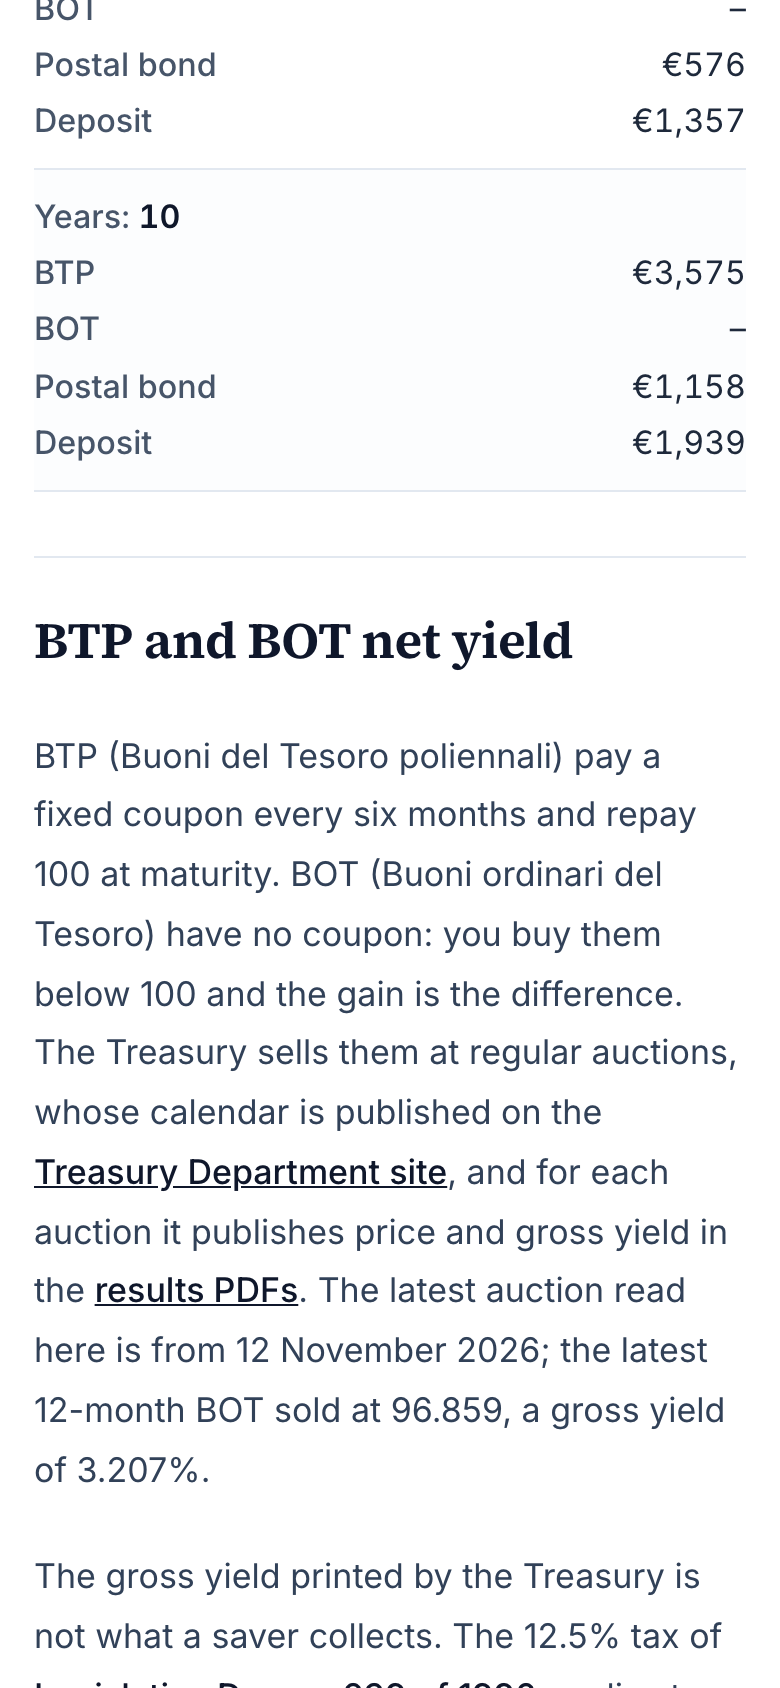 BOT –
Postal bond €576
Deposit €1,357
Years: 10
BTP €3,575
BOT –
Postal bond €1,158
Deposit €1,939
BTP and BOT net yield
BTP (Buoni del Tesoro poliennali) pay a
fixed coupon every six months and repay
100 at maturity. BOT (Buoni ordinari del
Tesoro) have no coupon: you buy them
below 100 and the gain is the difference.
The Treasury sells them at regular auctions,
whose calendar is published on the
Treasury Department site, and for each
auction it publishes price and gross yield in
the results PDFs. The latest auction read
here is from 12 November 2026; the latest
12-month BOT sold at 96.859, a gross yield
of 3.207%.
The gross yield printed by the Treasury is
not what a saver collects. The 12.5% tax of